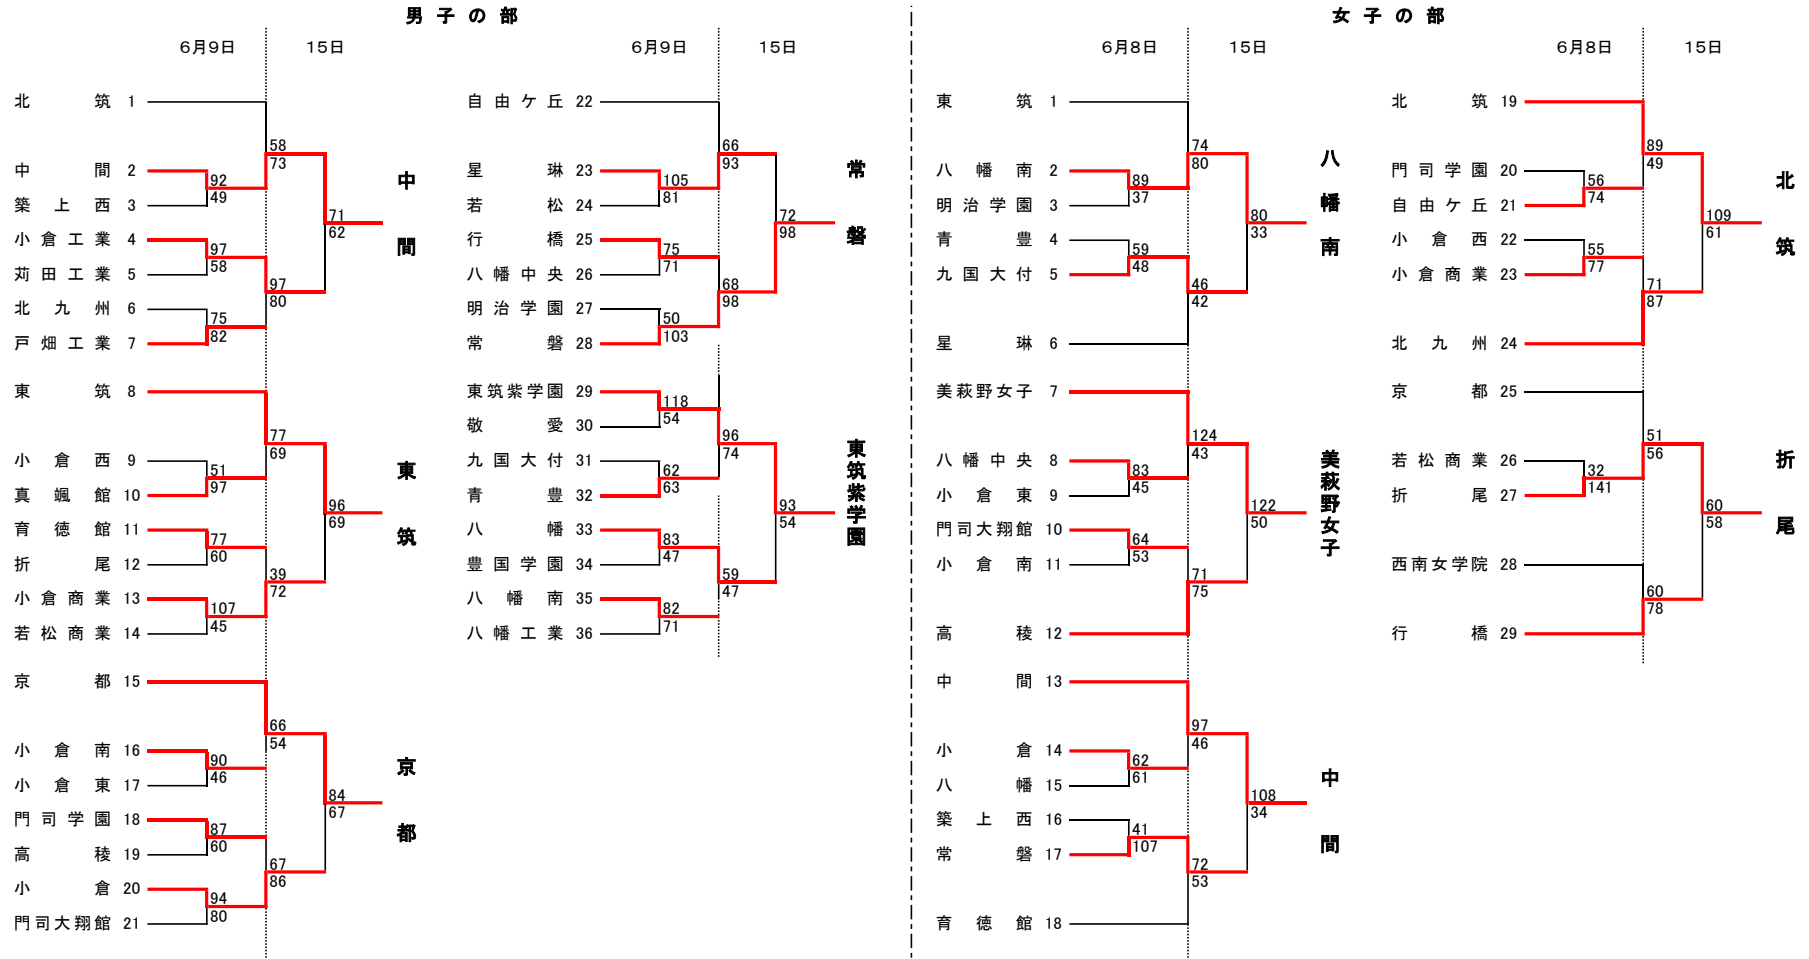 男子の部
6月9日 15日
北筑 1
58
73
中間 2
92
49
築上西 3
71
62
小倉工業 4
97
58
苅田工業 5
97
80
北九州 6
75
82
戸畑工業 7
中間
東筑 8
77
69
小倉西 9
51
97
真颯館 10
96
69
育徳館 11
77
60
折尾 12
39
72
小倉商業 13
107
45
若松商業 14
東筑
京都 15
66
54
小倉南 16
90
46
小倉東 17
84
67
門司学園 18
87
60
高稜 19
67
86
小倉 20
94
80
門司大翔館 21
京都
6月9日 15日
自由ケ丘 22
66
93
星琳 23
105
81
若松 24
72
98
行橋 25
75
71
八幡中央 26
68
98
明治学園 27
50
103
常磐 28
常磐
東筑紫学園 29
118
54
敬愛 30
96
74
九国大付 31
62
63
青豊 32
93
54
八幡 33
83
47
豊国学園 34
59
47
八幡南 35
82
71
八幡工業 36
東筑紫学園
女子の部
6月8日 15日
東筑 1
74
80
八幡南 2
89
37
明治学園 3
80
33
青豊 4
59
48
九国大付 5
46
42
星琳 6
八幡南
美萩野女子 7
124
43
八幡中央 8
83
45
小倉東 9
122
50
門司大翔館 10
64
53
小倉南 11
71
75
高稜 12
美萩野女子
中間 13
97
46
小倉 14
62
61
八幡 15
108
34
築上西 16
41
107
常磐 17
72
53
育徳館 18
中間
6月8日 15日
北筑 19
89
49
門司学園 20
56
74
自由ケ丘 21
109
61
小倉西 22
55
77
小倉商業 23
71
87
北九州 24
北筑
京都 25
51
56
若松商業 26
32
141
折尾 27
60
58
西南女学院 28
60
78
行橋 29
折尾